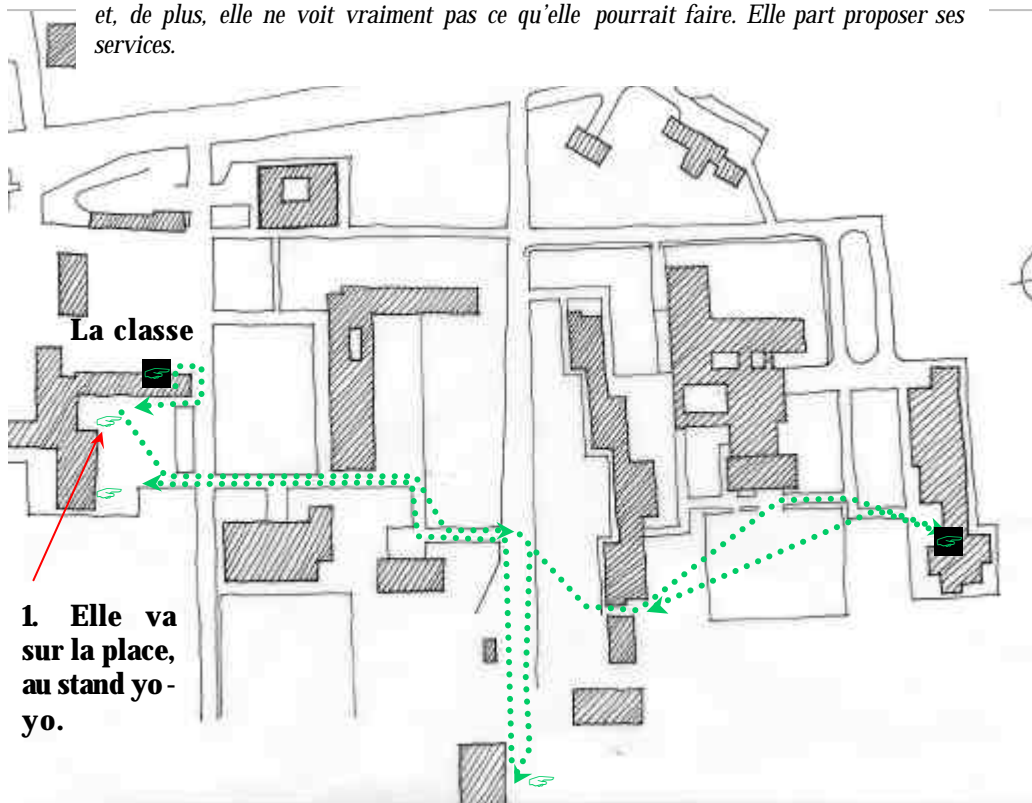 et, de plus, elle ne voit vraiment pas ce qu'elle pourrait faire. Elle part proposer ses
services.
La classe
1. Elle va
sur la place,
au stand yo-
yo.